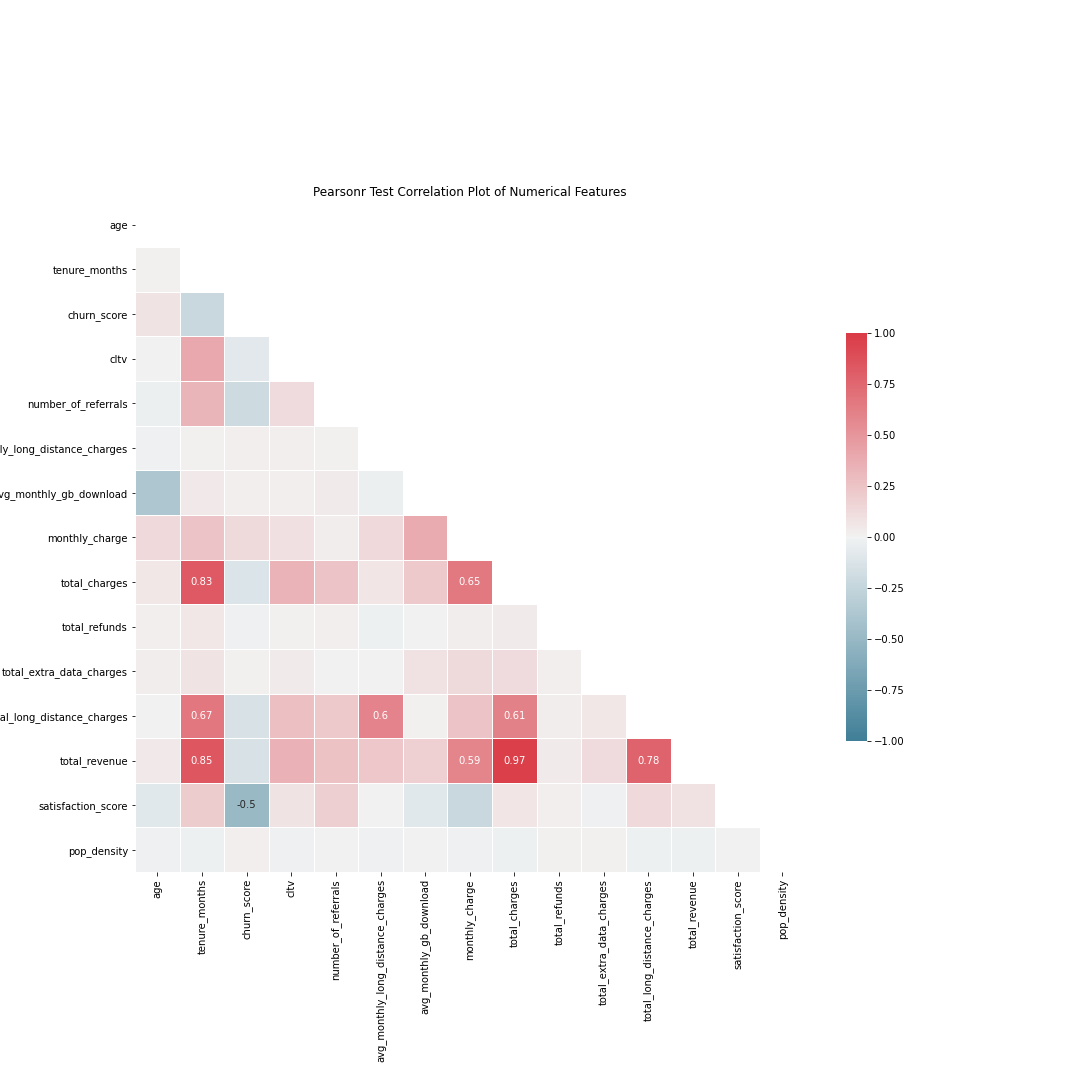 Pearsonr Test Correlation Plot of Numerical Features
age
tenure_months
churn_score
cltv
number_of_referrals
ly_long_distance_charges
vg_monthly_gb_download
monthly_charge
total_charges
0.83
0.65
total_refunds
total_extra_data_charges
al_long_distance_charges
0.67
0.6
0.61
total_revenue
0.85
0.59
0.97
0.78
satisfaction_score
-0.5
pop_density
age
tenure_months
churn_score
cltv
number_of_referrals
avg_monthly_long_distance_charges
avg_monthly_gb_download
monthly_charge
total_charges
total_refunds
total_extra_data_charges
total_long_distance_charges
total_revenue
satisfaction_score
pop_density
1.00
0.75
0.50
0.25
0.00
−0.25
−0.50
−0.75
−1.00